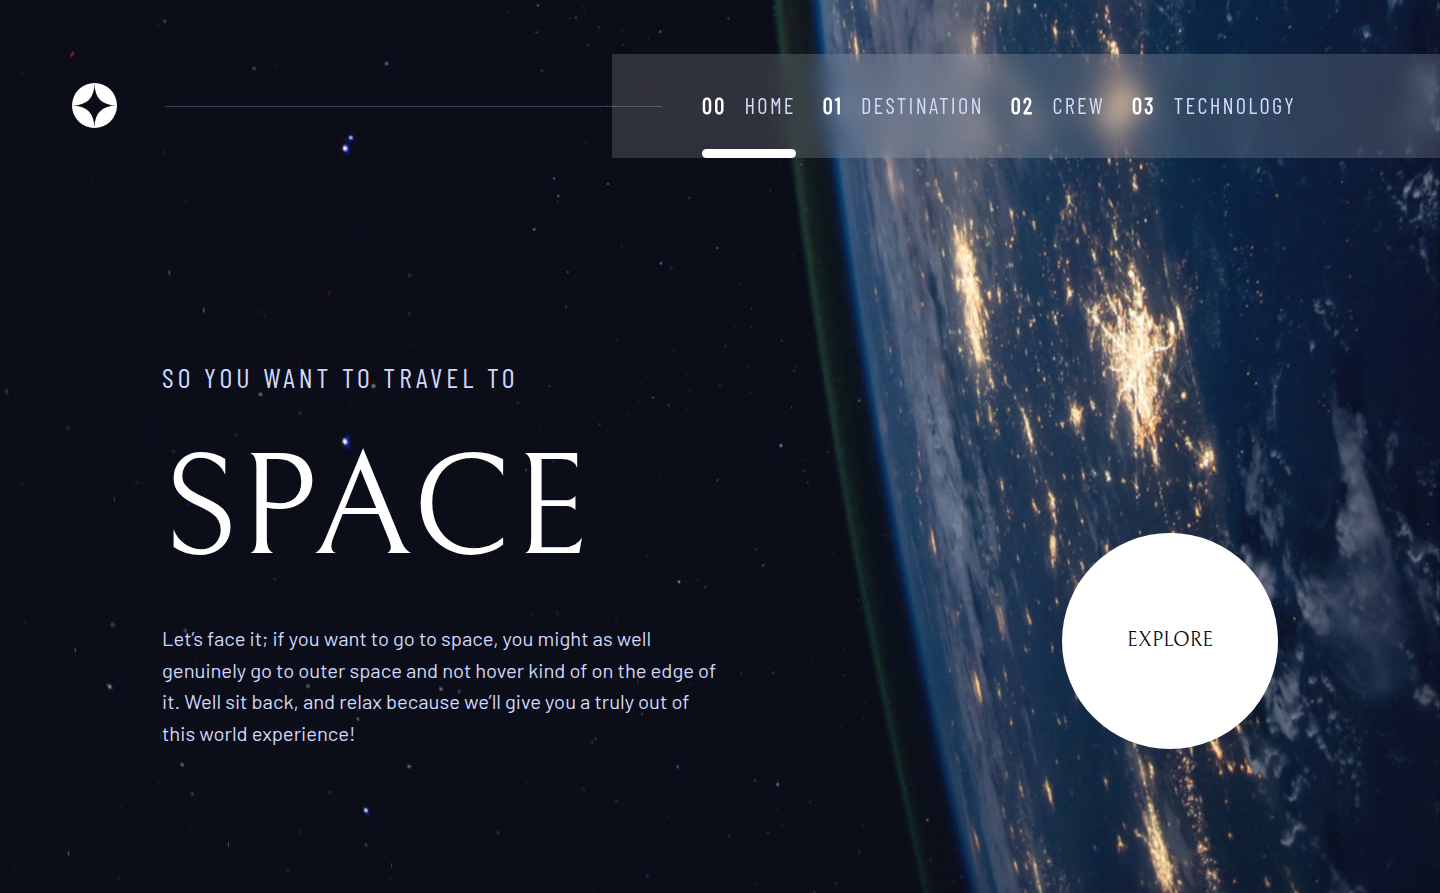 00 HOME 01 DESTINATION 02 CREW 03 TECHNOLOGY
SO YOU WANT TO TRAVEL TO
SPACE
Let’s face it; if you want to go to space, you might as well
genuinely go to outer space and not hover kind of on the edge of
it. Well sit back, and relax because we’ll give you a truly out of
this world experience!
EXPLORE